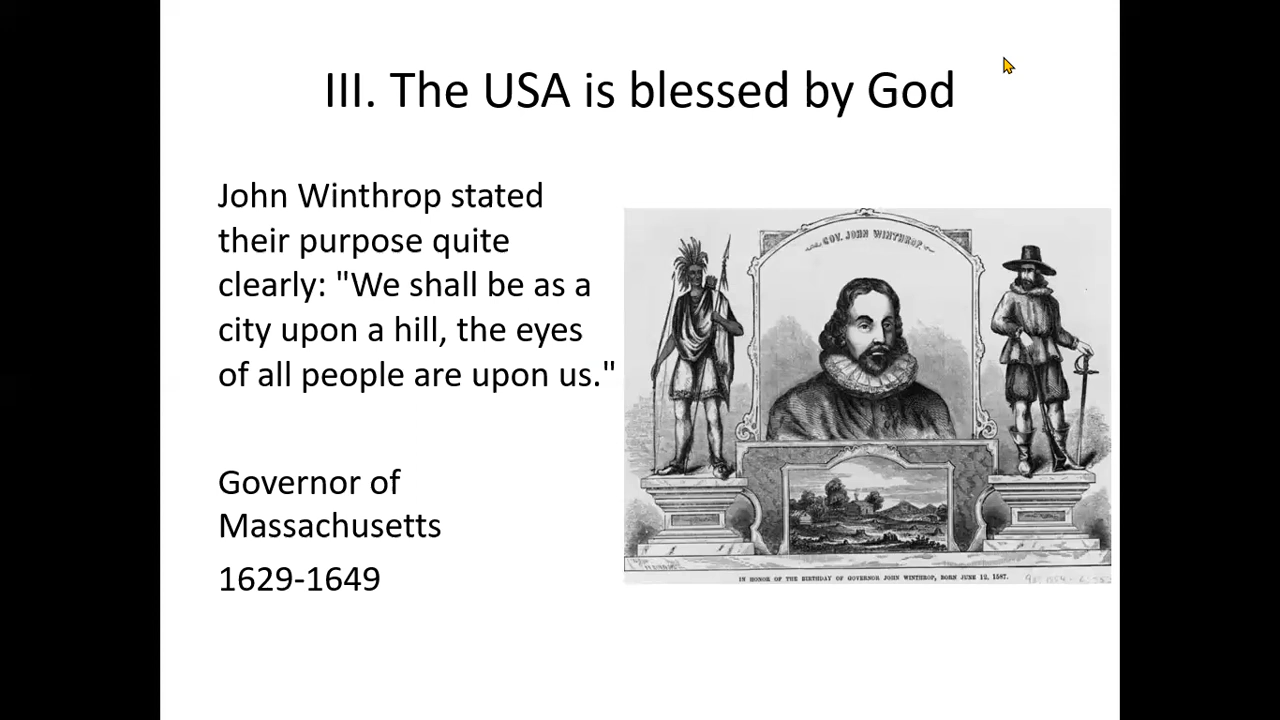 III. The USA is blessed by God
John Winthrop stated
their purpose quite
clearly: "We shall be as a
city upon a hill, the eyes
of all people are upon us."
Governor of
Massachusetts
1629-1649
GOV. JOHN WINTHROP.
IN HONOR OF THE BIRTHDAY OF GOVERNOR JOHN WINTHROP, BORN JUNE 12, 1587.